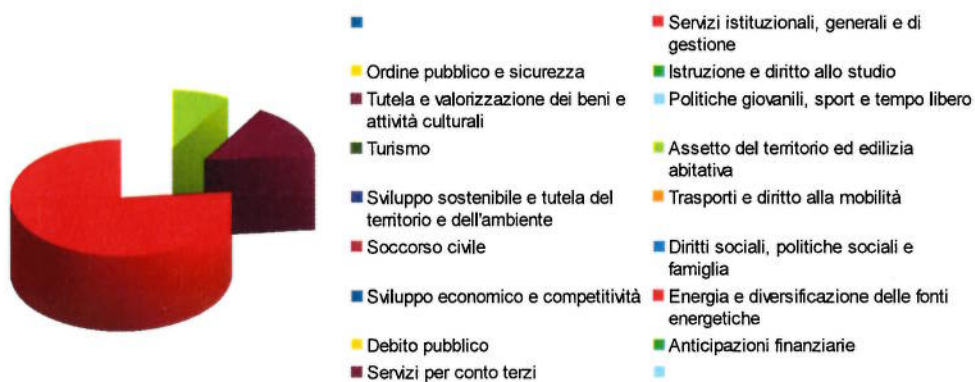 Servizi istituzionali, generali e di
gestione
Ordine pubblico e sicurezza
Istruzione e diritto allo studio
Tutela e valorizzazione dei beni e
attività culturali
Politiche giovanili, sport e tempo libero
Turismo
Assetto del territorio ed edilizia
abitativa
Sviluppo sostenibile e tutela del
territorio e dell'ambiente
Trasporti e diritto alla mobilità
Soccorso civile
Diritti sociali, politiche sociali e
famiglia
Sviluppo economico e competitività
Energia e diversificazione delle fonti
energetiche
Debito pubblico
Anticipazioni finanziarie
Servizi per conto terzi